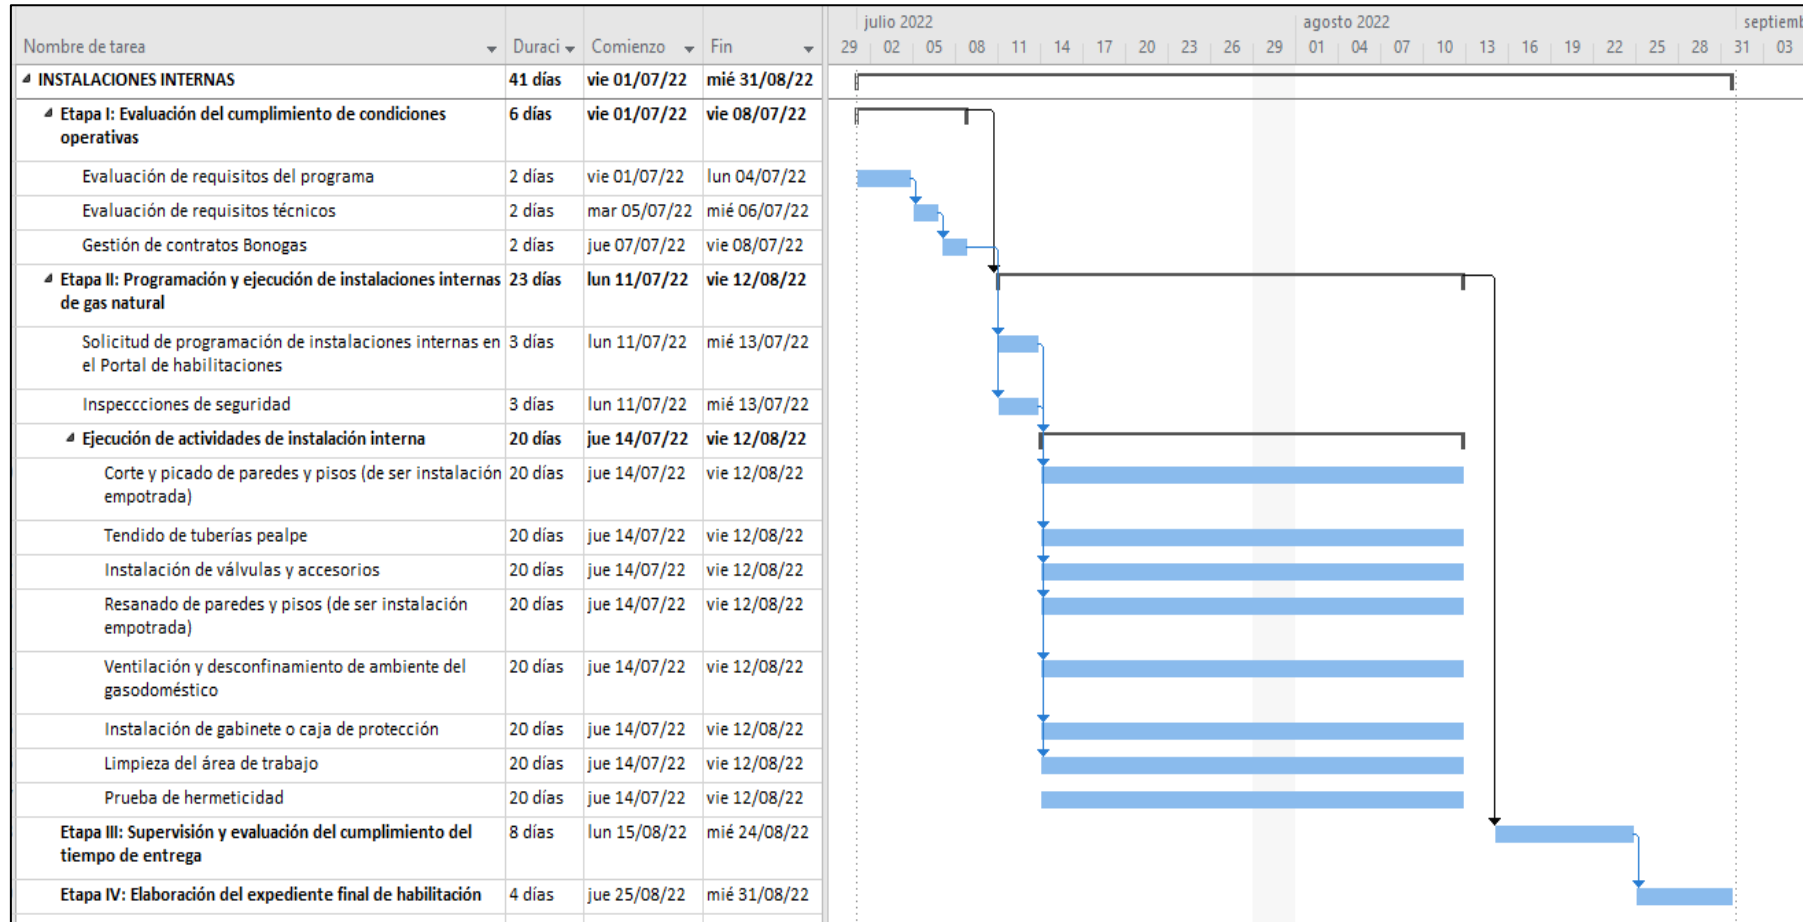 julio 2022 agosto 2022 septiemb
Nombre de tarea Duraci Comienzo Fin 29 02 05 08 11 14 17 20 23 26 29 01 04 07 10 13 16 19 22 25 28 31 03
INSTALACIONES INTERNAS 41 días vie 01/07/22 mié 31/08/22
Etapa I: Evaluación del cumplimiento de condiciones 6 días vie 01/07/22 vie 08/07/22
operativas
Evaluación de requisitos del programa 2 días vie 01/07/22 lun 04/07/22
Evaluación de requisitos técnicos 2 días mar 05/07/22 mié 06/07/22
Gestión de contratos Bonogas 2 días jue 07/07/22 vie 08/07/22
Etapa II: Programación y ejecución de instalaciones internas 23 días lun 11/07/22 vie 12/08/22
de gas natural
Solicitud de programación de instalaciones internas en 3 días lun 11/07/22 mié 13/07/22
el Portal de habilitaciones
Inspeccciones de seguridad 3 días lun 11/07/22 mié 13/07/22
Ejecución de actividades de instalación interna 20 días jue 14/07/22 vie 12/08/22
Corte y picado de paredes y pisos (de ser instalación 20 días jue 14/07/22 vie 12/08/22
empotrada)
Tendido de tuberías pealpe 20 días jue 14/07/22 vie 12/08/22
Instalación de válvulas y accesorios 20 días jue 14/07/22 vie 12/08/22
Resanado de paredes y pisos (de ser instalación 20 días jue 14/07/22 vie 12/08/22
empotrada)
Ventilación y desconfinamiento de ambiente del 20 días jue 14/07/22 vie 12/08/22
gasodoméstico
Instalación de gabinete o caja de protección 20 días jue 14/07/22 vie 12/08/22
Limpieza del área de trabajo 20 días jue 14/07/22 vie 12/08/22
Prueba de hermeticidad 20 días jue 14/07/22 vie 12/08/22
Etapa III: Supervisión y evaluación del cumplimiento del 8 días lun 15/08/22 mié 24/08/22
tiempo de entrega
Etapa IV: Elaboración del expediente final de habilitación 4 días jue 25/08/22 mié 31/08/22